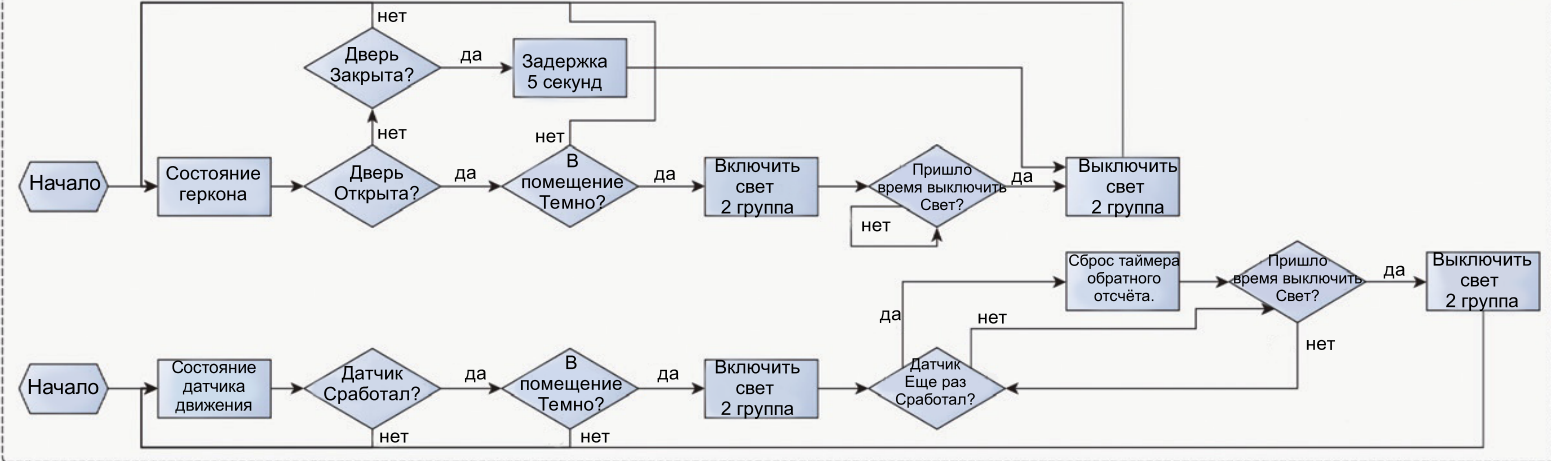 нет
Дверь
Закрыта?
да
Задержка
5 секунд
нет
Начало
Состояние
геркона
Дверь
Открыта?
да
нет
В
помещение
Темно?
да
Включить
свет
2 группа
Пришло
время выключить
Свет?
да
нет
Выключить
свет
2 группа
Начало
Состояние
датчика
движения
Датчик
Сработал?
да
нет
В
помещение
Темно?
да
нет
Включить
свет
2 группа
Датчик
Еще раз
Сработал?
да
нет
Сброс таймера
обратного
отсчёта.
Пришло
время выключить
Свет?
да
нет
Выключить
свет
2 группа